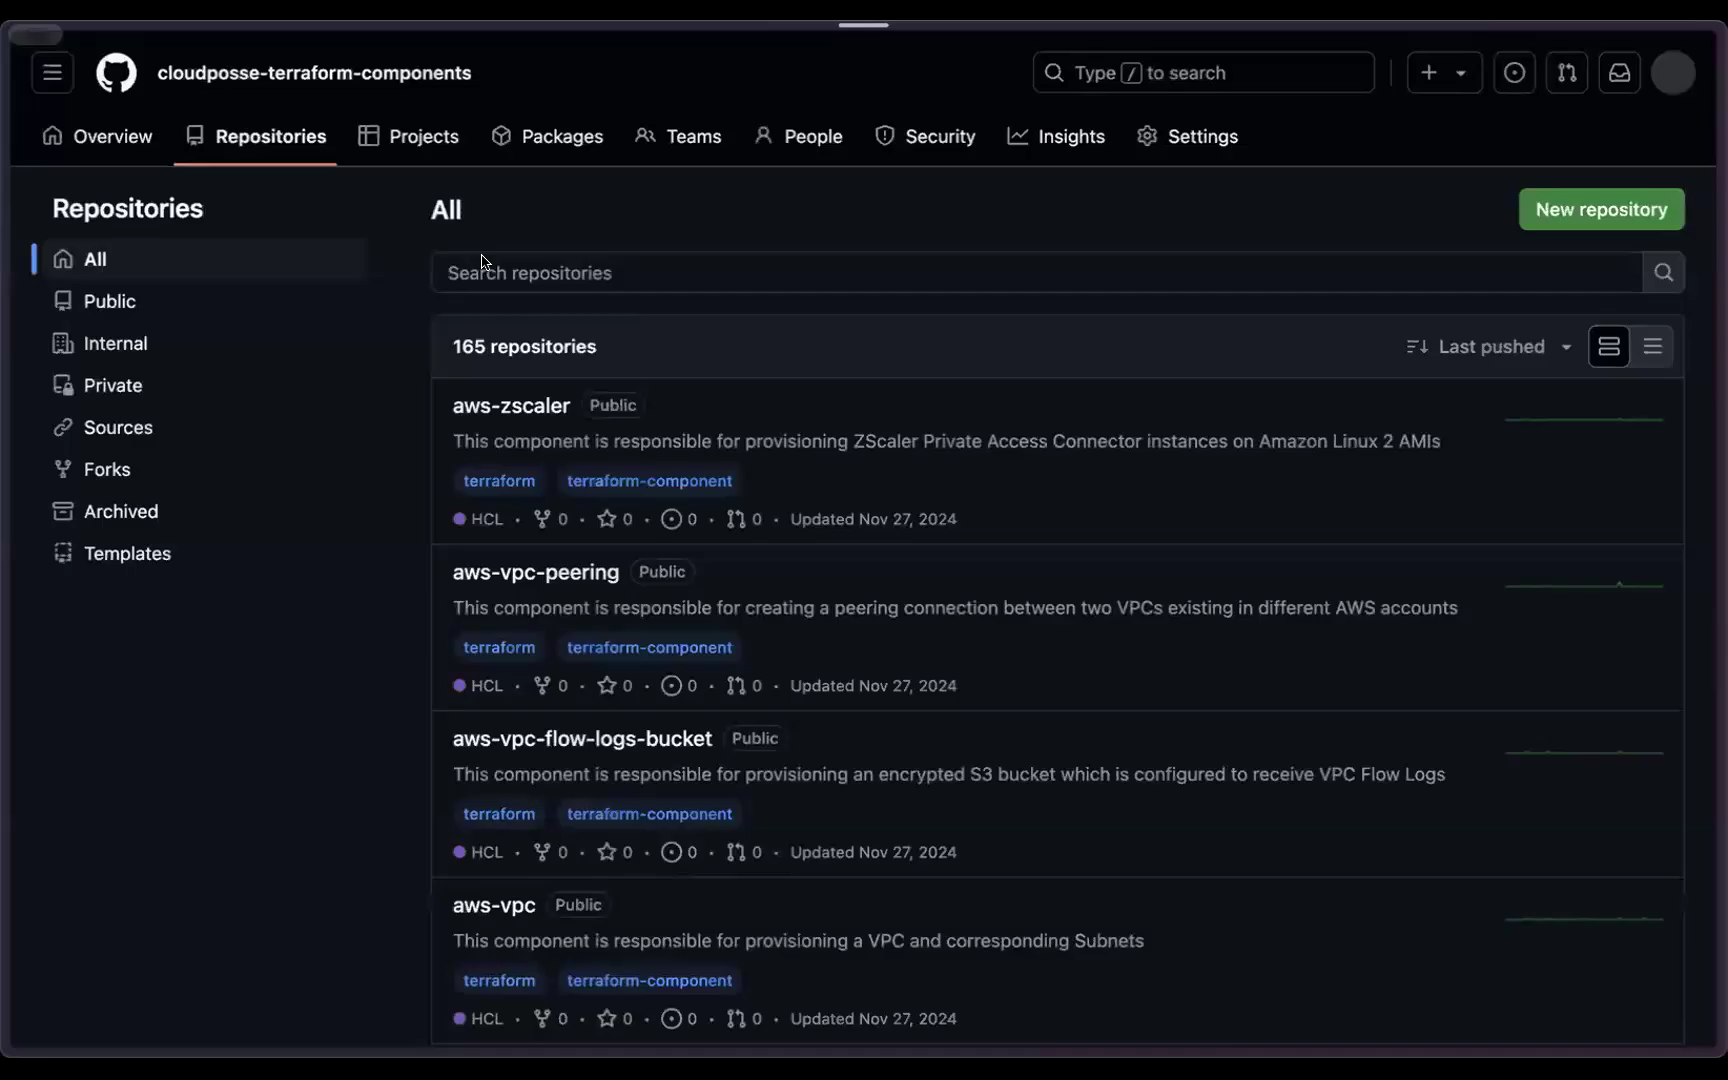 cloudposse-terraform-components
Type / to search
Overview Repositories Projects Packages Teams People Security Insights Settings
Repositories
All
Public
Internal
Private
Sources
Forks
Archived
Templates
All
New repository
Search repositories
165 repositories
Last pushed
aws-zscaler Public
This component is responsible for provisioning ZScaler Private Access Connector instances on Amazon Linux 2 AMIs
terraform terraform-component
HCL · 0 · 0 · 0 · 0 · Updated Nov 27, 2024
aws-vpc-peering Public
This component is responsible for creating a peering connection between two VPCs existing in different AWS accounts
terraform terraform-component
HCL · 0 · 0 · 0 · 0 · Updated Nov 27, 2024
aws-vpc-flow-logs-bucket Public
This component is responsible for provisioning an encrypted S3 bucket which is configured to receive VPC Flow Logs
terraform terraform-component
HCL · 0 · 0 · 0 · 0 · Updated Nov 27, 2024
aws-vpc Public
This component is responsible for provisioning a VPC and corresponding Subnets
terraform terraform-component
HCL · 0 · 0 · 0 · 0 · Updated Nov 27, 2024